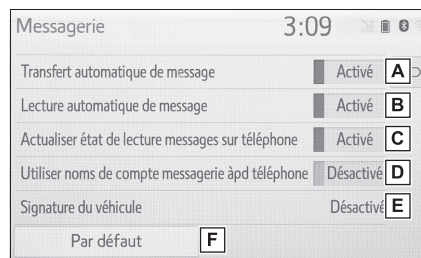 Messagerie 3:09
Transfert automatique de message Activé A
Lecture automatique de message Activé B
Actualiser état de lecture messages sur téléphone Activé C
Utiliser noms de compte messagerie àpd téléphone Désactivé D
Signature du véhicule Désactivé E
Par défaut F